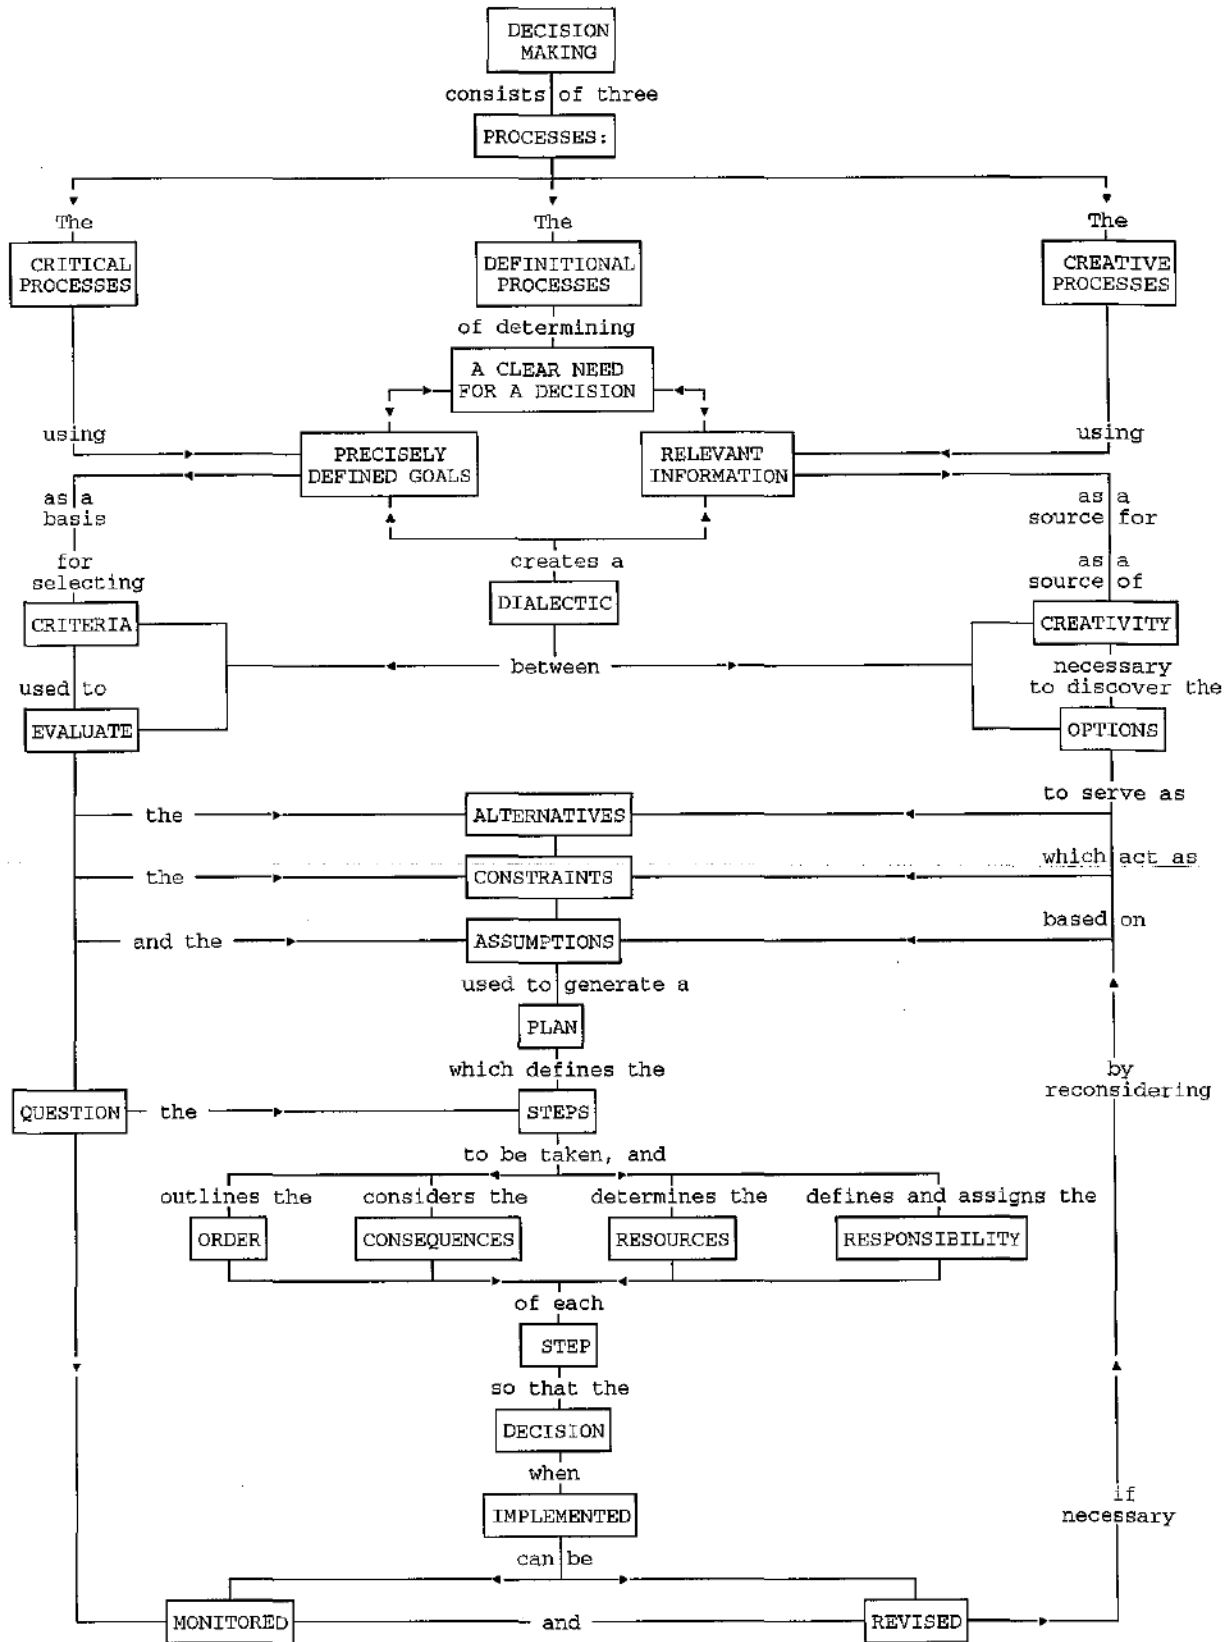 DECISION
MAKING
consists of three
PROCESSES:
The
The
The
CRITICAL
PROCESSES
DEFINITIONAL
PROCESSES
CREATIVE
PROCESSES
of determining
A CLEAR NEED
FOR A DECISION
using
PRECISELY
DEFINED GOALS
RELEVANT
INFORMATION
using
as a
basis
as a
source for
for
selecting
creates a
as a
source of
CRITERIA
DIALECTIC
CREATIVITY
between
used to
necessary
to discover the
EVALUATE
OPTIONS
the
ALTERNATIVES
to serve as
the
CONSTRAINTS
which act as
and the
ASSUMPTIONS
based on
used to generate a
PLAN
which defines the
by
reconsidering
QUESTION
the
STEPS
to be taken, and
outlines the
considers the
determines the
defines and assigns the
ORDER
CONSEQUENCES
RESOURCES
RESPONSIBILITY
of each
STEP
so that the
DECISION
when
IMPLEMENTED
if
necessary
can be
MONITORED
and
REVISED